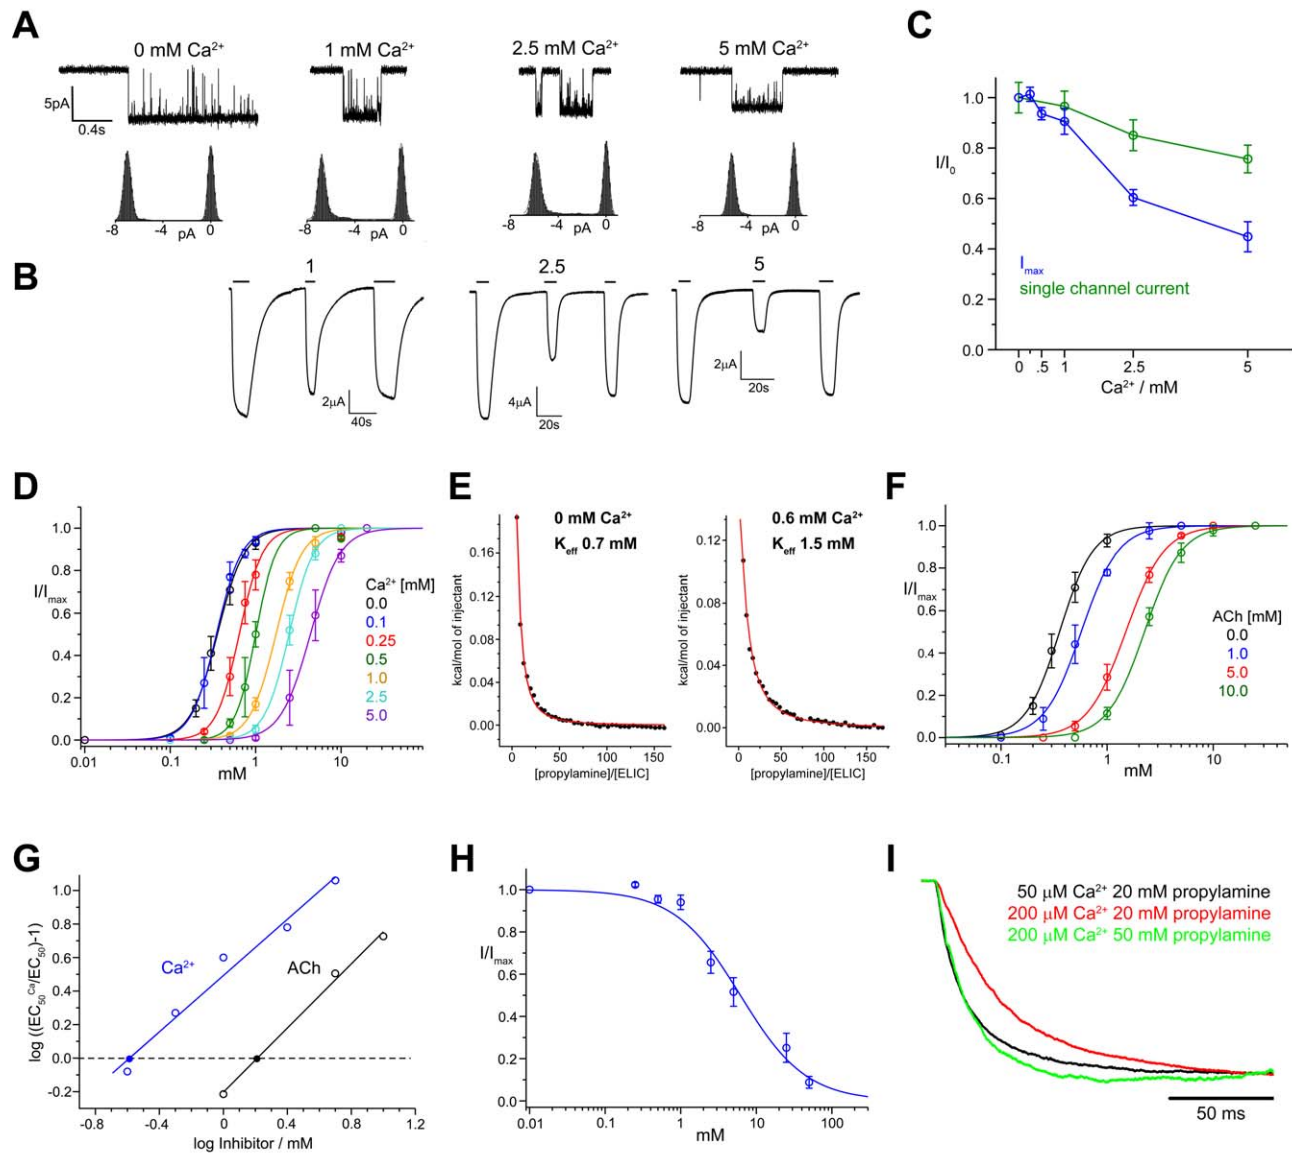 A
0 mM Ca²⁺
1 mM Ca²⁺
2.5 mM Ca²⁺
5 mM Ca²⁺
5pA
0.4s
-8 -4 0
pA
-8 -4 0
pA
-8 -4 0
pA
-8 -4 0
pA
B
1
2.5
5
2μA
40s
4μA
20s
2μA
20s
C
1.0
0.8
I/I₀
0.6
0.4
0.2
0.0
Iₘₐₓ
single channel current
0 .5 1 2.5 5
Ca²⁺ / mM
D
1.0
0.8
I/Iₘₐₓ
0.6
0.4
0.2
0.0
Ca²⁺ [mM]
0.0
0.1
0.25
0.5
1.0
2.5
5.0
0.01 0.1 1 10
mM
E
0 mM Ca²⁺
K_eff 0.7 mM
kcal/mol of injectant
0.16
0.12
0.08
0.04
0.00
0 50 100 150
[propylamine]/[ELIC]
0.6 mM Ca²⁺
K_eff 1.5 mM
kcal/mol of injectant
0.12
0.08
0.04
0.00
0 50 100 150
[propylamine]/[ELIC]
F
1.0
0.8
I/Iₘₐₓ
0.6
0.4
0.2
0.0
ACh [mM]
0.0
1.0
5.0
10.0
0.1 1 10
mM
G
log ((EC₅₀^Ca/EC₅₀)-1)
1.0
0.8
0.6
0.4
0.2
0.0
-0.2
Ca²⁺
ACh
-0.8 -0.4 0.0 0.4 0.8 1.2
log Inhibitor / mM
H
1.0
0.8
I/Iₘₐₓ
0.6
0.4
0.2
0.0
0.01 0.1 1 10 100
mM
I
50 μM Ca²⁺ 20 mM propylamine
200 μM Ca²⁺ 20 mM propylamine
200 μM Ca²⁺ 50 mM propylamine
50 ms